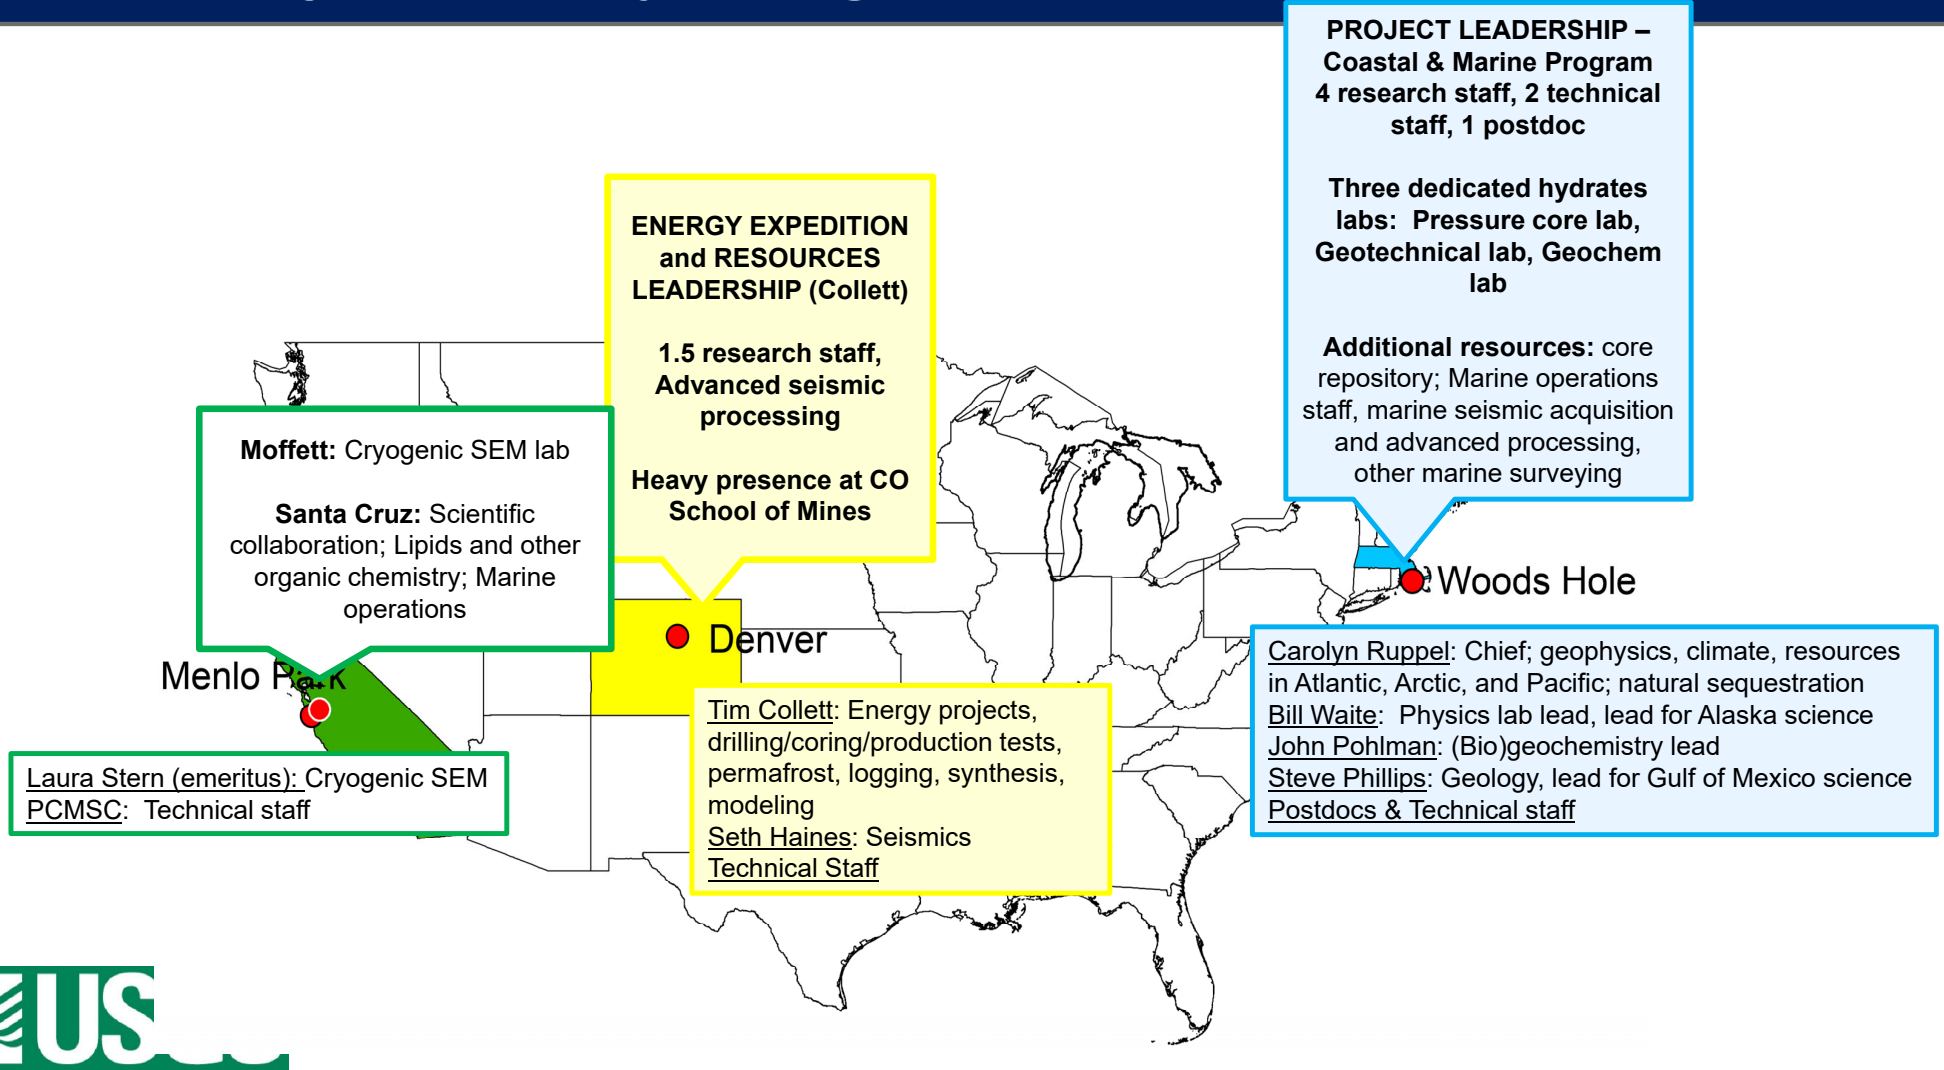 PROJECT LEADERSHIP –
Coastal & Marine Program
4 research staff, 2 technical
staff, 1 postdoc
Three dedicated hydrates
labs:  Pressure core lab,
Geotechnical lab, Geochem
lab
Additional resources: core
repository; Marine operations
staff, marine seismic acquisition
and advanced processing,
other marine surveying
ENERGY EXPEDITION
and RESOURCES
LEADERSHIP (Collett)
1.5 research staff,
Advanced seismic
processing
Heavy presence at CO
School of Mines
Moffett: Cryogenic SEM lab
Santa Cruz: Scientific
collaboration; Lipids and other
organic chemistry; Marine
operations
Woods Hole
Denver
Menlo Park
Carolyn Ruppel: Chief; geophysics, climate, resources
in Atlantic, Arctic, and Pacific; natural sequestration
Bill Waite:  Physics lab lead, lead for Alaska science
John Pohlman: (Bio)geochemistry lead
Steve Phillips: Geology, lead for Gulf of Mexico science
Postdocs & Technical staff
Tim Collett: Energy projects,
drilling/coring/production tests,
permafrost, logging, synthesis,
modeling
Seth Haines: Seismics
Technical Staff
Laura Stern (emeritus): Cryogenic SEM
PCMSC:  Technical staff
US